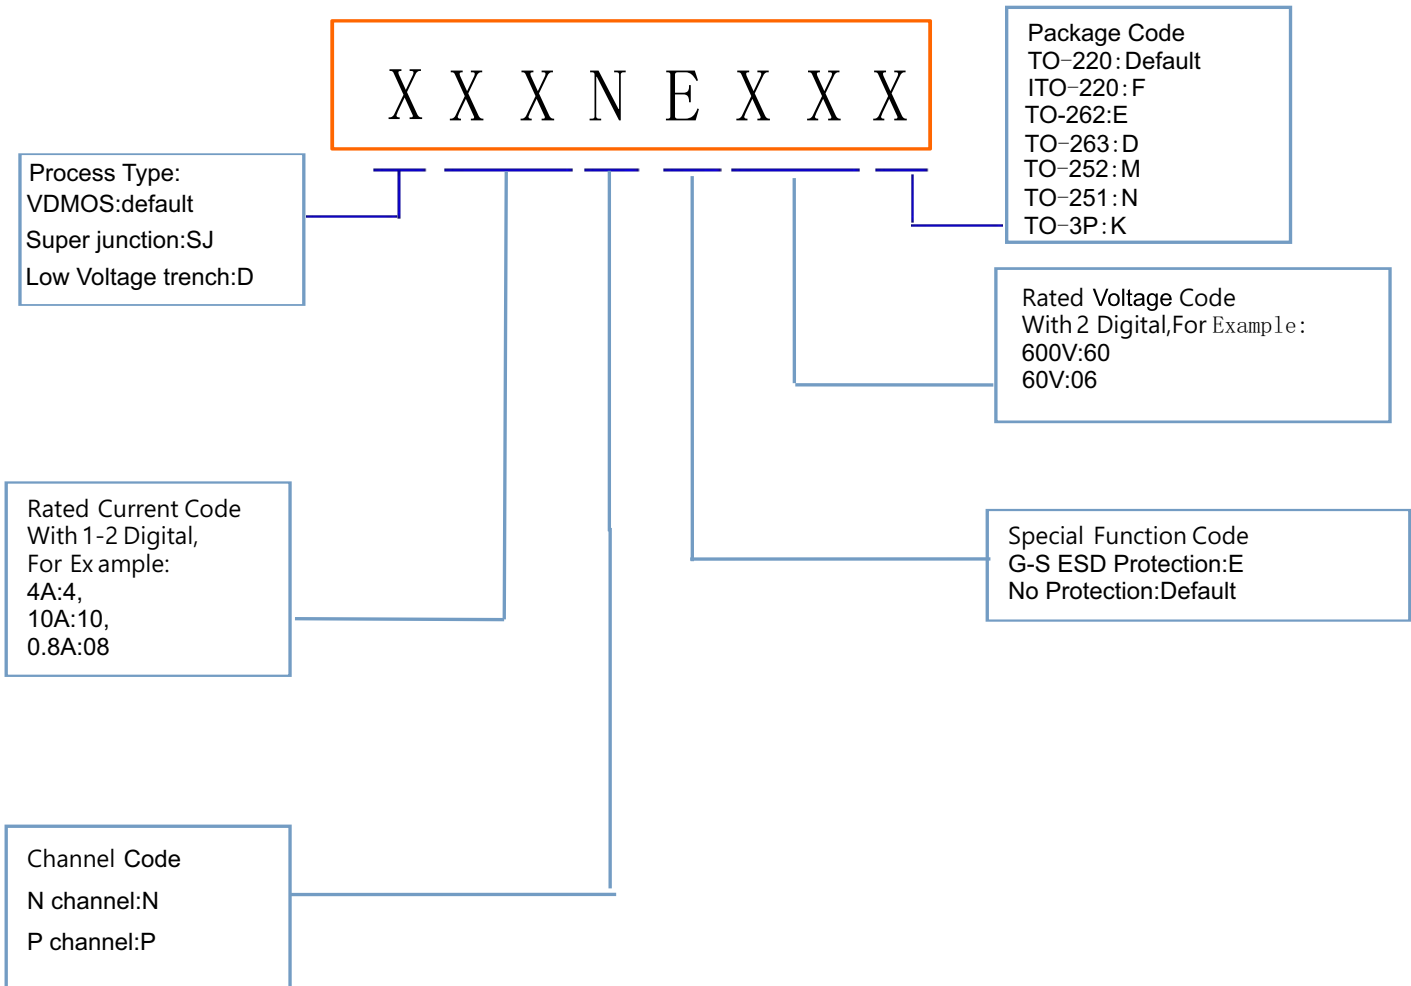 X X X N E X X X
Package Code
TO-220:Default
ITO-220:F
TO-262:E
TO-263:D
TO-252:M
TO-251:N
TO-3P:K
Process Type:
VDMOS:default
Super junction:SJ
Low Voltage trench:D
Rated Voltage Code
With 2 Digital,For Example:
600V:60
60V:06
Rated Current Code
With 1-2 Digital,
For Ex ample:
4A:4,
10A:10,
0.8A:08
Special Function Code
G-S ESD Protection:E
No Protection:Default
Channel Code
N channel:N
P channel:P